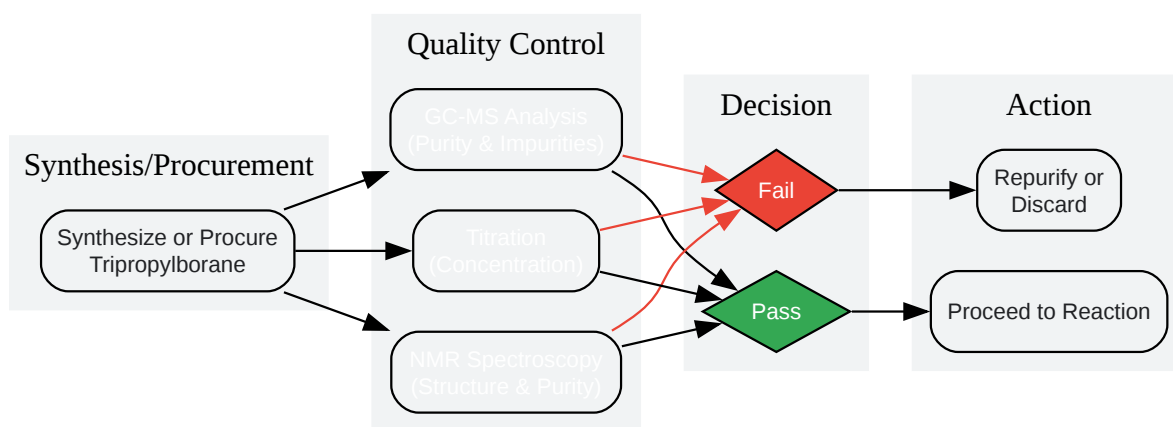 Synthesis/Procurement
Synthesize or Procure
Tripropylborane
Quality Control
GC-MS Analysis
(Purity & Impurities)
Titration
(Concentration)
NMR Spectroscopy
(Structure & Purity)
Decision
Fail
Pass
Action
Repurify or
Discard
Proceed to Reaction